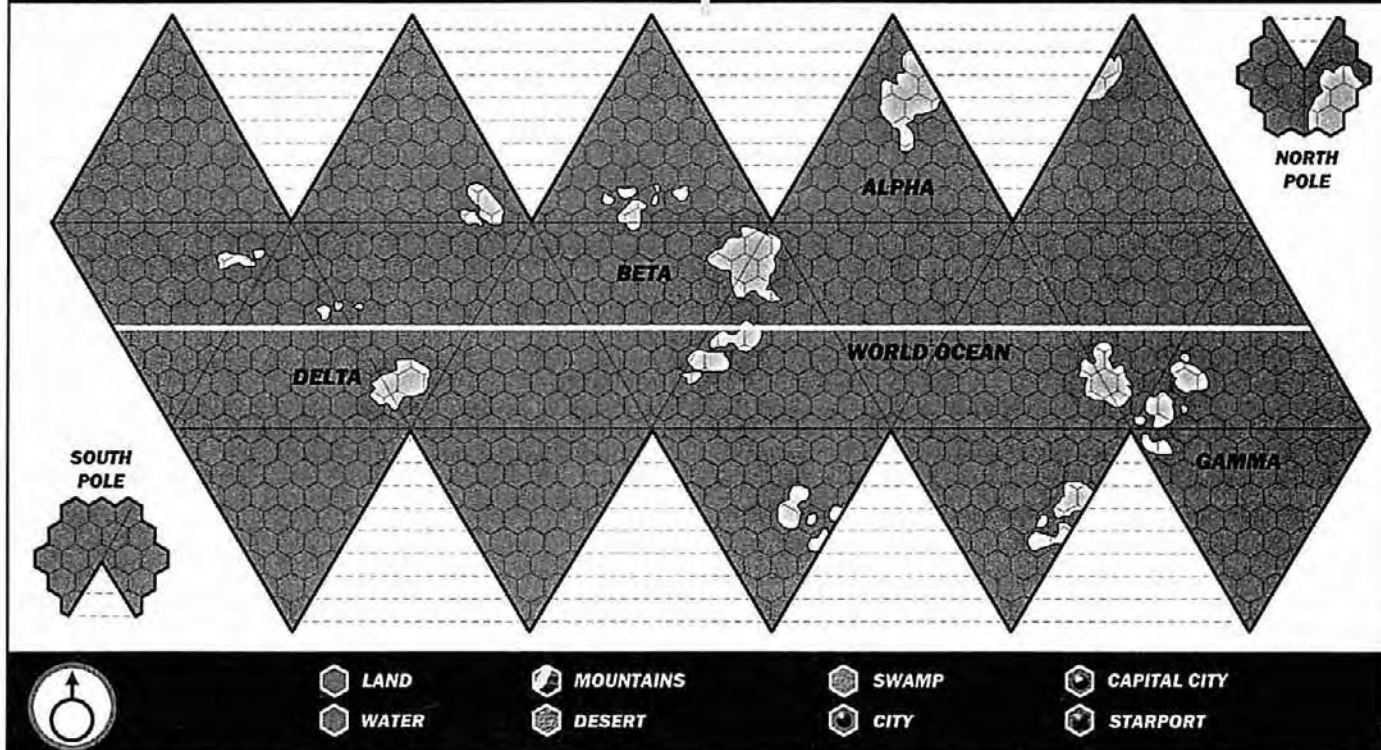 NORTH
POLE
ALPHA
BETA
WORLD OCEAN
DELTA
GAMMA
SOUTH
POLE
LAND
MOUNTAINS
SWAMP
CAPITAL CITY
WATER
DESERT
CITY
STARPORT